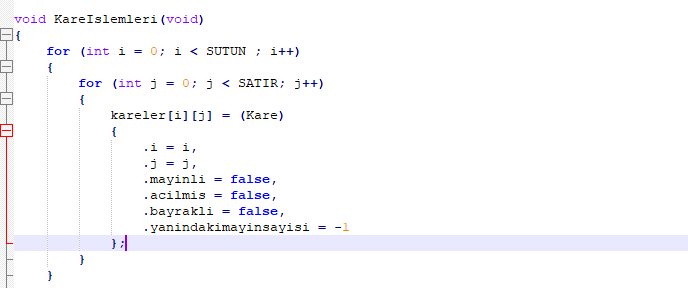 void KareIslemleri(void)
{
for (int i = 0; i < SUTUN ; i++)
{
for (int j = 0; j < SATIR; j++)
{
kareler[i][j] = (Kare)
{
.i = i,
.j = j,
.mayinli = false,
.acilmis = false,
.bayrakli = false,
.yanindakimayinsayisi = -1
};
}
}